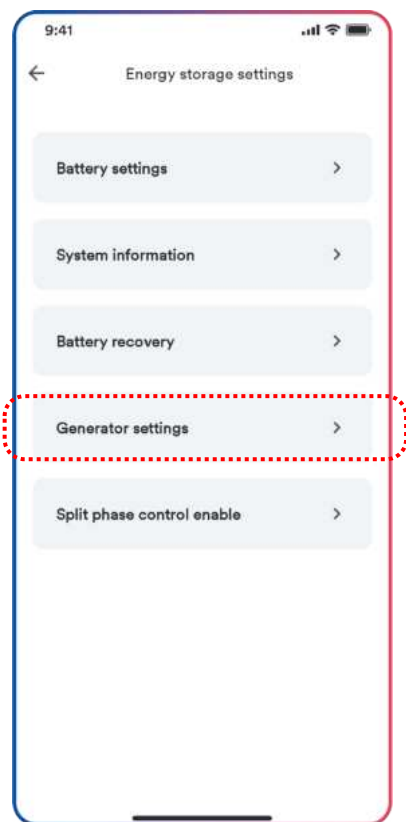 9:41
Energy storage settings
Battery settings
System information
Battery recovery
Generator settings
Split phase control enable